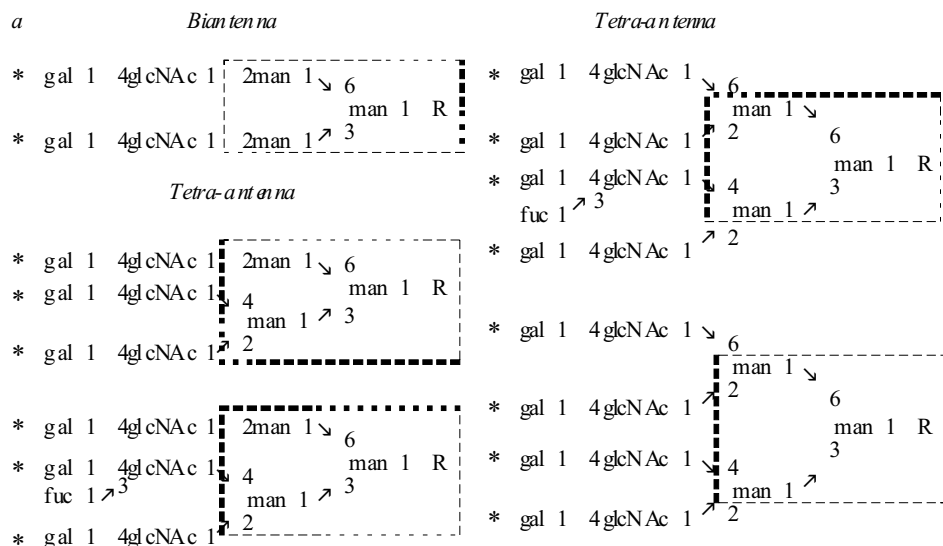 a
Biantenna
* gal 1 4glcNAc 1 2man 1 ↘ 6
man 1 R
* gal 1 4glcNAc 1 2man 1 ↗ 3
Tetra-antenna
* gal 1 4glcNAc 1 2man 1 ↘ 6
man 1 R
* gal 1 4glcNAc 1 ↘ 4
man 1 ↗ 3
* gal 1 4glcNAc 1 ↗ 2
* gal 1 4glcNAc 1 2man 1 ↘ 6
man 1 R
* gal 1 4glcNAc 1 ↘ 4
fuc 1 ↗ 3
man 1 ↗ 3
* gal 1 4glcNAc 1 ↗ 2
Tetra-antenna
* gal 1 4glcNAc 1 ↘ 6
man 1 ↘
* gal 1 4glcNAc 1 ↗ 2
6
man 1 R
* gal 1 4glcNAc 1 ↘ 4
3
fuc 1 ↗ 3
man 1 ↗
* gal 1 4glcNAc 1 ↗ 2
* gal 1 4glcNAc 1 ↘ 6
man 1 ↘
* gal 1 4glcNAc 1 ↗ 2
6
man 1 R
3
* gal 1 4glcNAc 1 ↘ 4
man 1 ↗
* gal 1 4glcNAc 1 ↗ 2